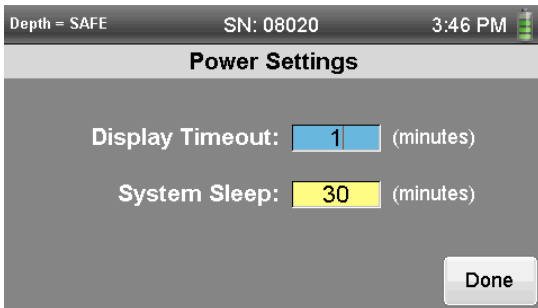 Depth = SAFE SN: 08020 3:46 PM
Power Settings
Display Timeout: 1 (minutes)
System Sleep: 30 (minutes)
Done